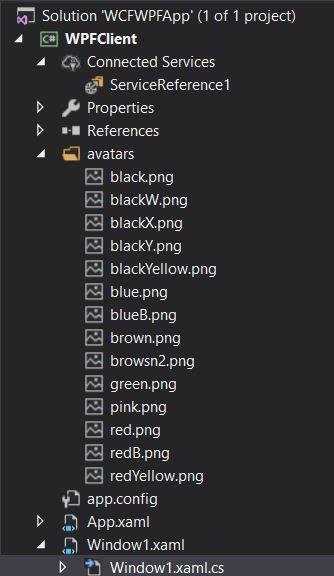 Solution 'WCFWPFApp' (1 of 1 project)
C# WPFClient
Connected Services
ServiceReference1
Properties
References
avatars
black.png
blackW.png
blackX.png
blackY.png
blackYellow.png
blue.png
blueB.png
brown.png
browsn2.png
green.png
pink.png
red.png
redB.png
redYellow.png
app.config
App.xaml
Window1.xaml
Window1.xaml.cs